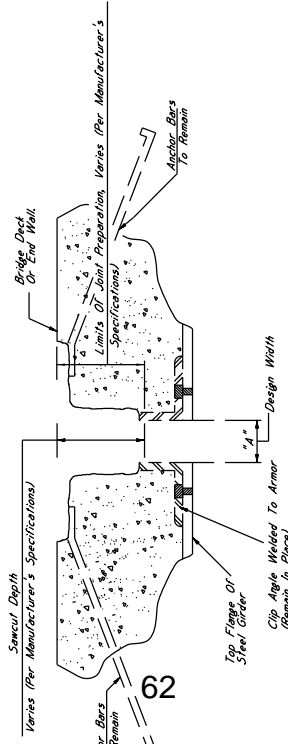 Sawcut Depth
Varies (Per Manufacturer's Specifications)
Bridge Deck
Or End Wall.
Limits Of Joint Preparation, Varies (Per Manufacturer's
Specifications)
Anchor Bars
To Remain
or Bars
Remain
62
"A"
Design Width
Top Flange Of
Steel Girder
Clip Angle Welded To Armor
(Remain In Place)